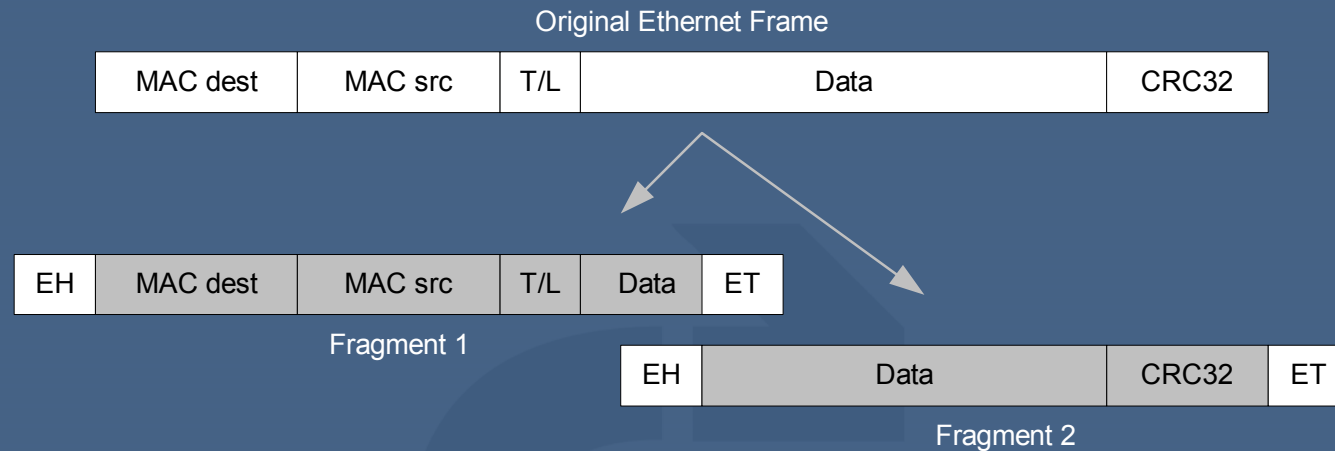 Original Ethernet Frame
MAC dest MAC src T/L Data CRC32
EH MAC dest MAC src T/L Data ET
Fragment 1
EH Data CRC32 ET
Fragment 2